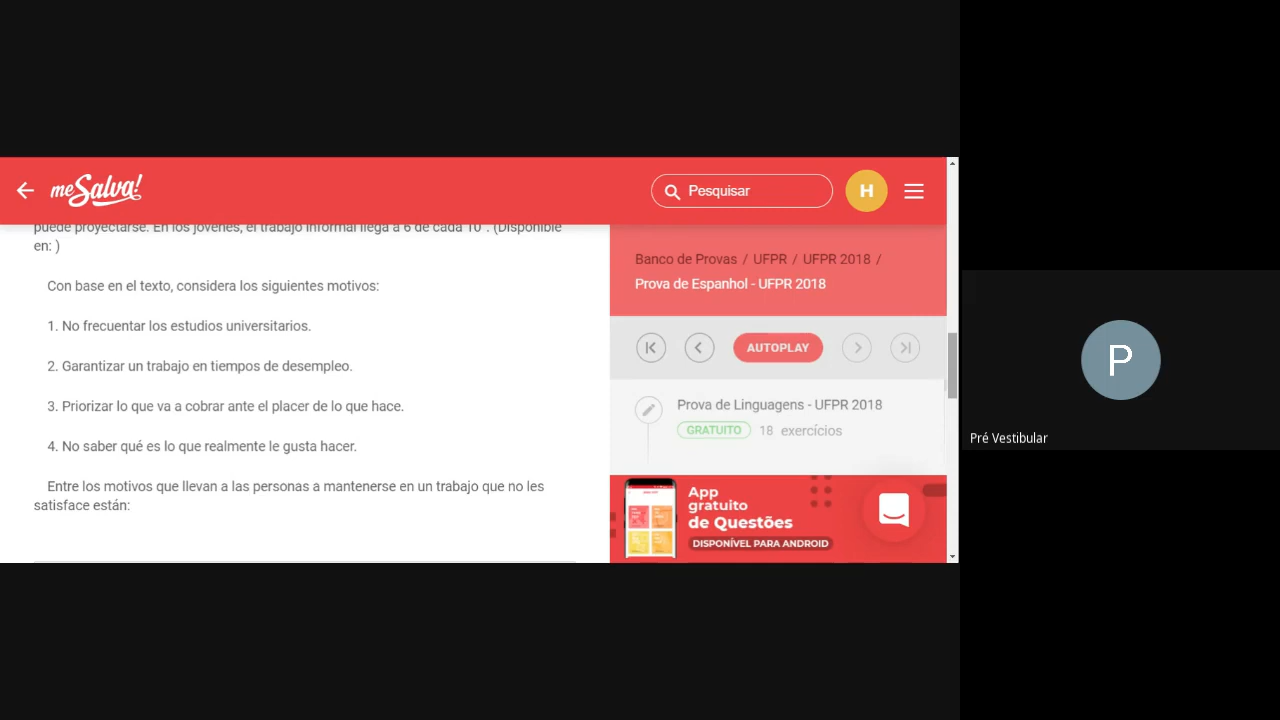 meSalva!
Pesquisar
H
puede proyectarse. En los jóvenes, el trabajo informal llega a 6 de cada 10". (Disponible
en: )
Con base en el texto, considera los siguientes motivos:
1. No frecuentar los estudios universitarios.
2. Garantizar un trabajo en tiempos de desempleo.
3. Priorizar lo que va a cobrar ante el placer de lo que hace.
4. No saber qué es lo que realmente le gusta hacer.
Entre los motivos que llevan a las personas a mantenerse en un trabajo que no les
satisface están:
Banco de Provas / UFPR / UFPR 2018 /
Prova de Espanhol - UFPR 2018
AUTOPLAY
Prova de Linguagens - UFPR 2018
GRATUITO 18 exercícios
App
gratuito
de Questões
DISPONÍVEL PARA ANDROID
P
Pré Vestibular